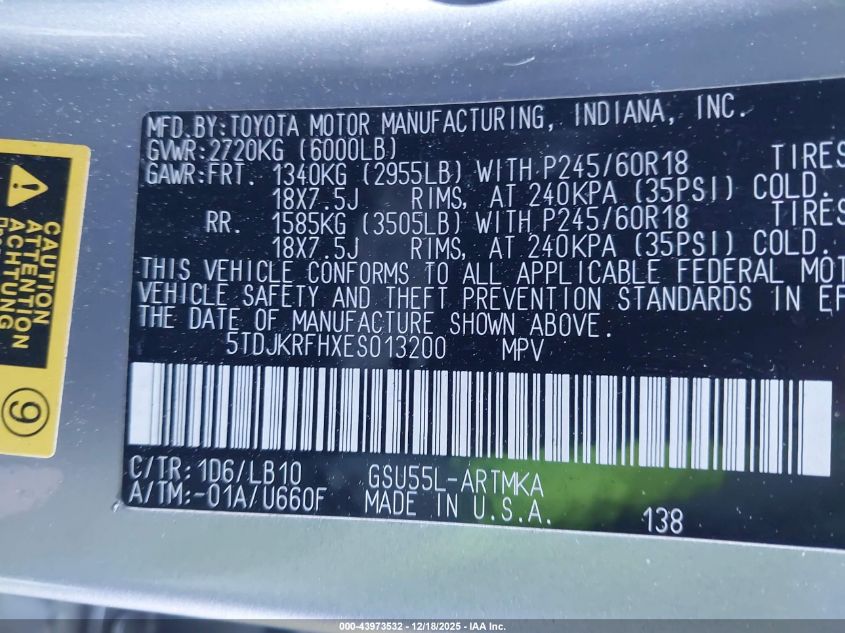 MFD.BY:TOYOTA MOTOR MANUFACTURING, INDIANA, INC.
GVWR:2720KG (6000LB)
GAWR:FRT. 1340KG (2955LB) WITH P245/60R18 TIRES
18X7.5J RIMS, AT 240KPA (35PSI) COLD.
RR. 1585KG (3505LB) WITH P245/60R18 TIRES
18X7.5J RIMS, AT 240KPA (35PSI) COLD.
THIS VEHICLE CONFORMS TO ALL APPLICABLE FEDERAL MOT
VEHICLE SAFETY AND THEFT PREVENTION STANDARDS IN EF
THE DATE OF MANUFACTURE SHOWN ABOVE.
5TDJKRFHXES013200 MPV
C/TR:1D6/LB10 GSU55L-ARTMKA
A/TM:-01A/U660F MADE IN U.S.A. 138
CAUTION
ATTENTION
ACHTUNG
9
000-43973532 - 12/18/2025 - IAA Inc.